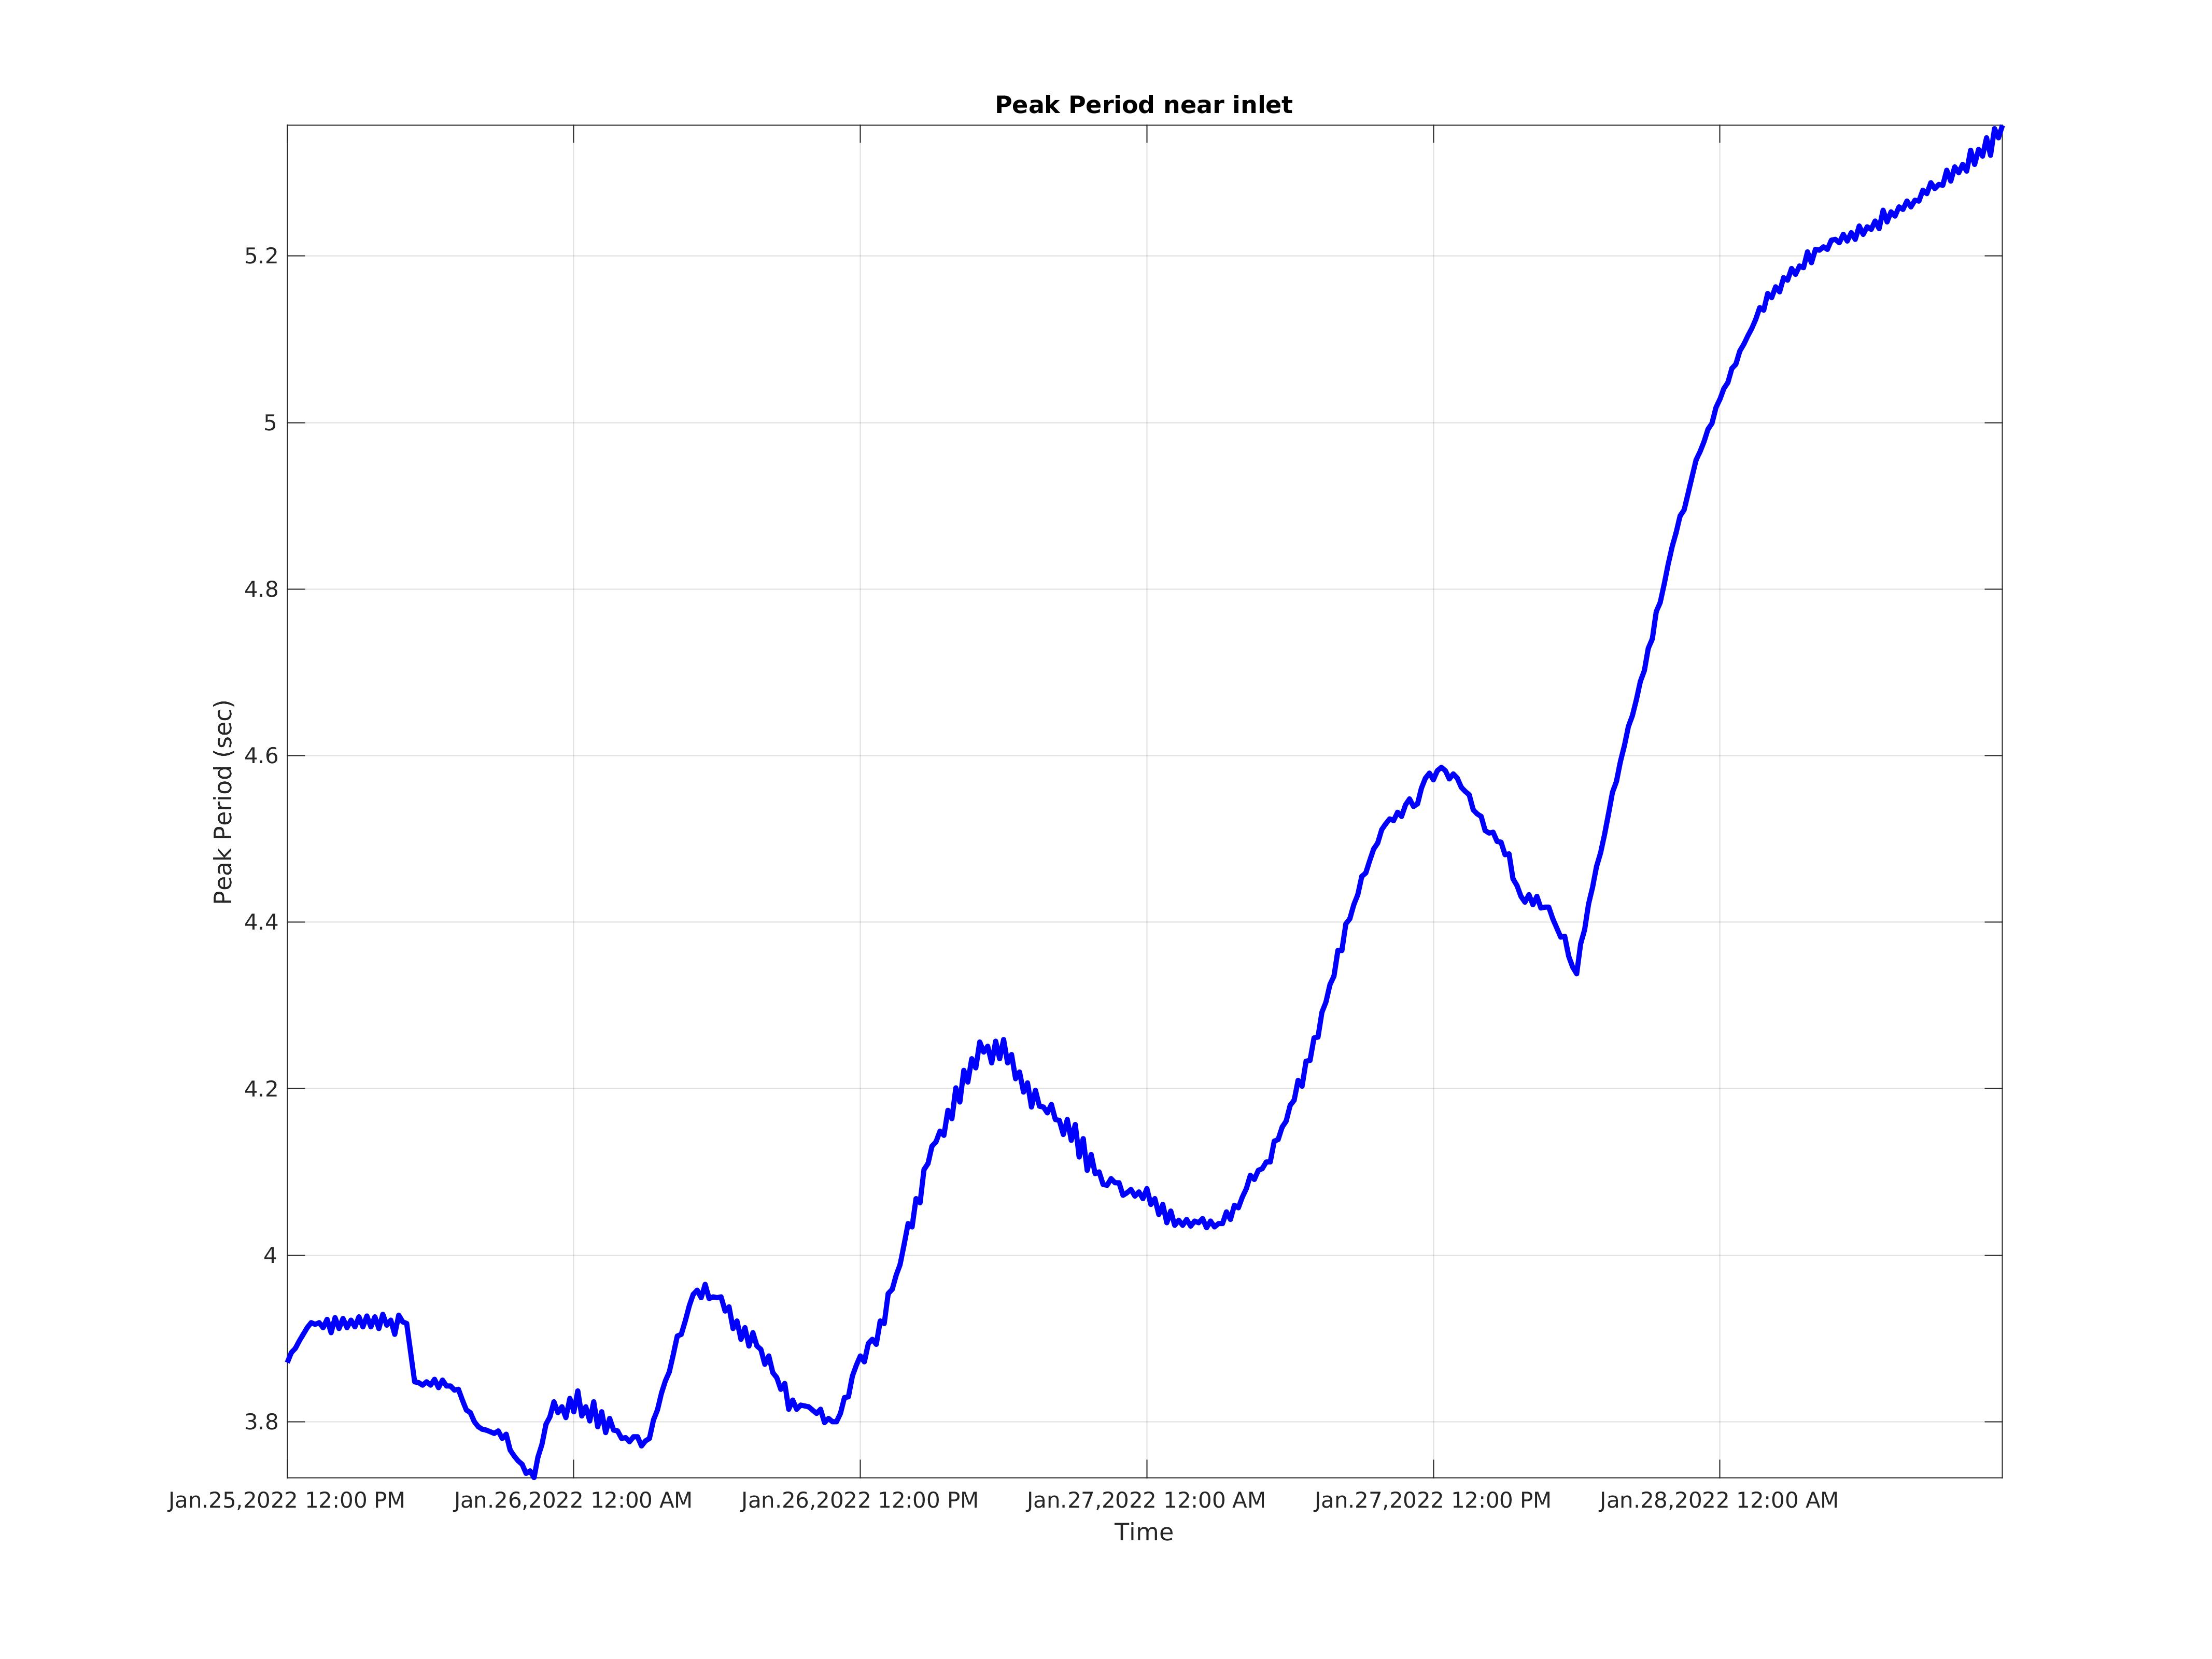 Peak Period near inlet
5.2
5
4.8
4.6
4.4
4.2
4
3.8
Peak Period (sec)
Jan.25,2022 12:00 PM
Jan.26,2022 12:00 AM
Jan.26,2022 12:00 PM
Jan.27,2022 12:00 AM
Jan.27,2022 12:00 PM
Jan.28,2022 12:00 AM
Time